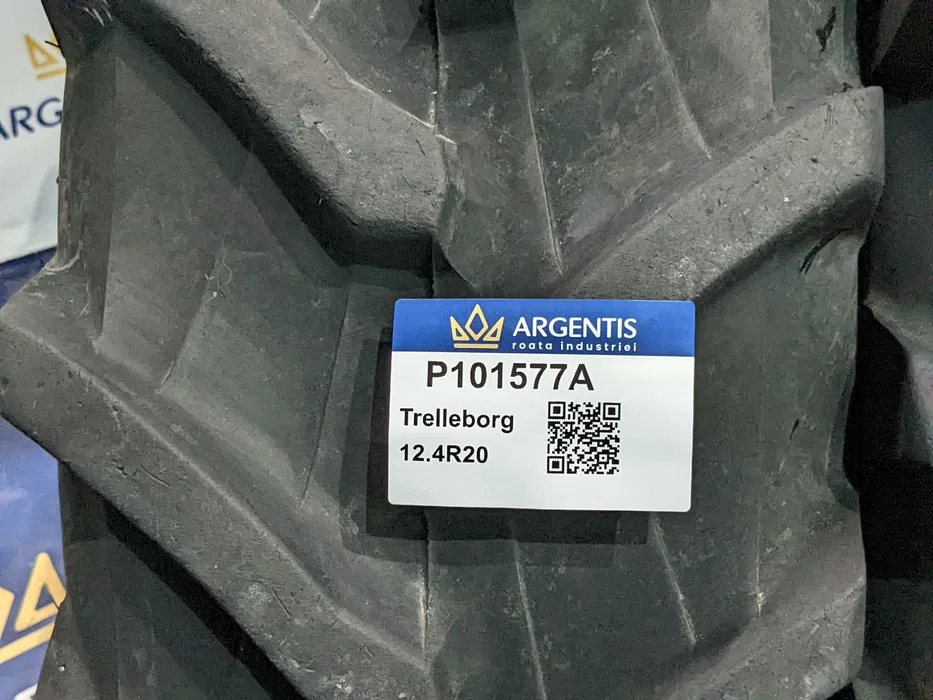 ARG
ARGENTIS
roata industriei
P101577A
Trelleborg
12.4R20